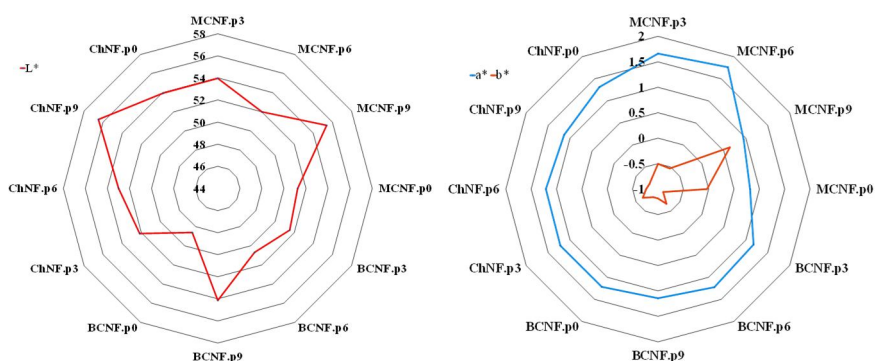 MCNF.p3
MCNF.p6
MCNF.p9
MCNF.p0
BCNF.p3
BCNF.p6
BCNF.p9
BCNF.p0
ChNF.p3
ChNF.p6
ChNF.p9
ChNF.p0
58
56
54
52
50
48
46
44
L*
MCNF.p3
MCNF.p6
MCNF.p9
MCNF.p0
BCNF.p3
BCNF.p6
BCNF.p9
BCNF.p0
ChNF.p3
ChNF.p6
ChNF.p9
ChNF.p0
2
1.5
1
0.5
0
-0.5
-1
a* b*